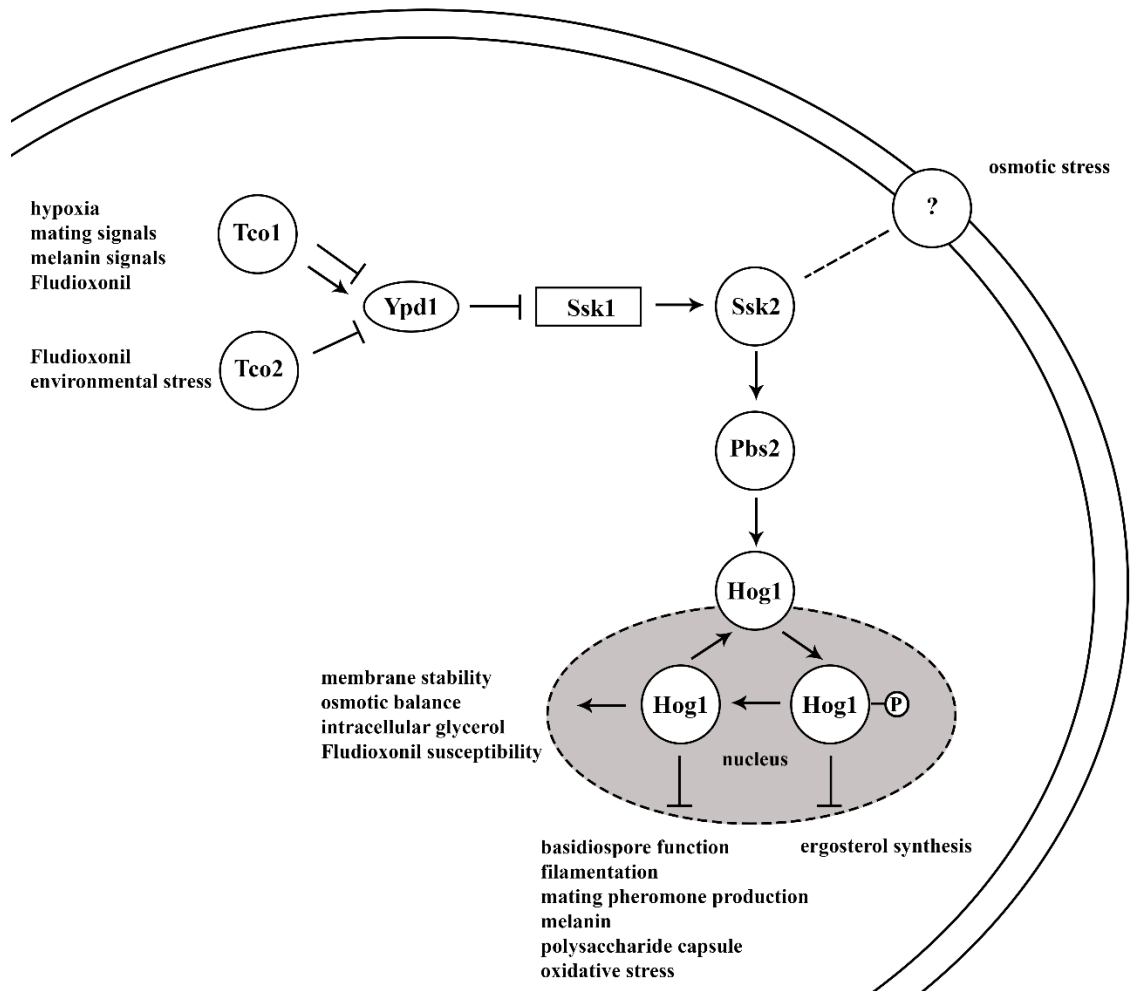 osmotic stress
?
hypoxia
mating signals
melanin signals
Fludioxonil
Tco1
Ypd1
Ssk1
Ssk2
Fludioxonil
environmental stress
Tco2
Pbs2
Hog1
membrane stability
osmotic balance
intracellular glycerol
Fludioxonil susceptibility
Hog1
Hog1
P
nucleus
basidiospore function
filamentation
mating pheromone production
melanin
polysaccharide capsule
oxidative stress
ergosterol synthesis